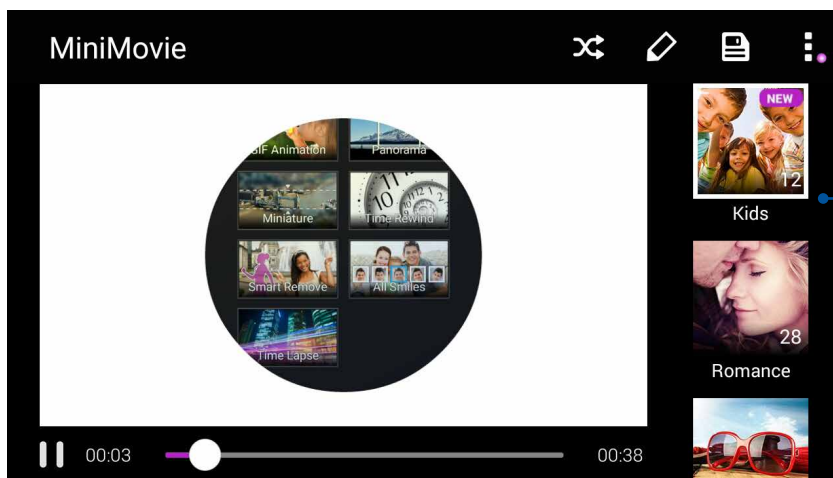 MiniMovie
GIF Animation
Panorama
Miniature
Time Rewind
Smart Remove
All Smiles
Time Lapse
00:03
00:38
NEW
12
Kids
28
Romance